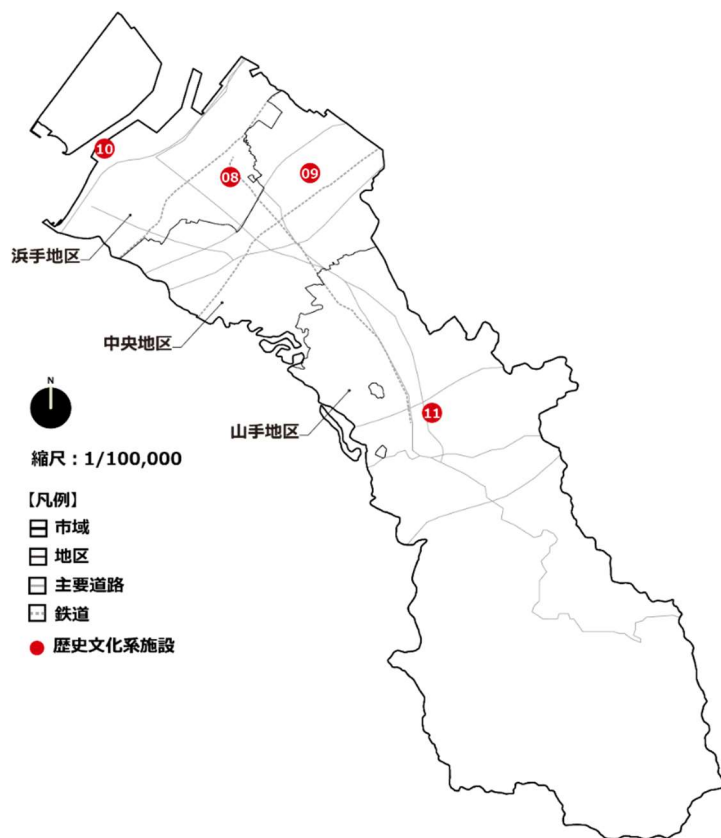 10
08
09
浜手地区
中央地区
山手地区
11
N
縮尺：1/100,000
【凡例】
市域
地区
主要道路
鉄道
歴史文化系施設